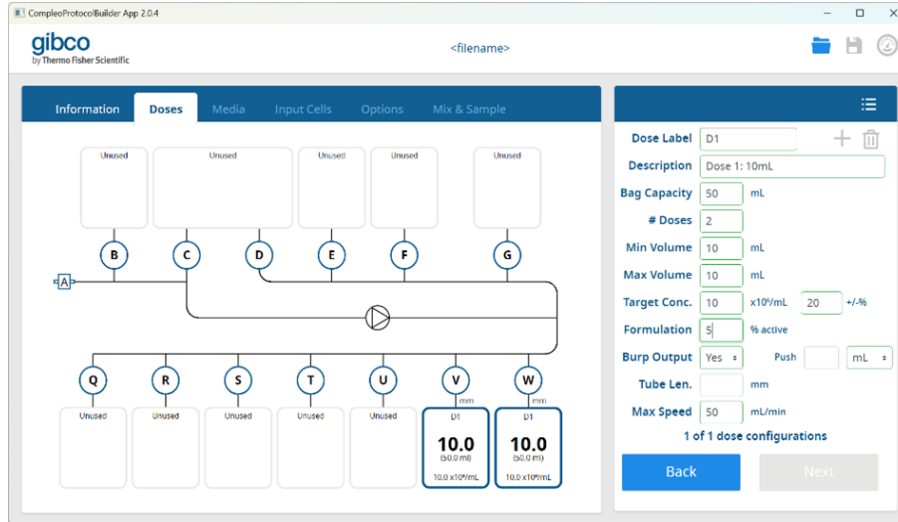 CompleoProtocolBuilder App 2.0.4
gibco
by Thermo Fisher Scientific
<filename>
Information Doses Media Input Cells Options Mix & Sample
Unused Unused Unused Unused Unused
B C D E F G
A
Q R S T U V W
mm mm
Unused Unused Unused Unused Unused D1 D1
10.0 10.0
(50.0 ml) (50.0 ml)
10.0 x10⁶/mL 10.0 x10⁶/mL
Dose Label D1
Description Dose 1: 10mL
Bag Capacity 50 mL
# Doses 2
Min Volume 10 mL
Max Volume 10 mL
Target Conc. 10 x10⁶/mL 20 +/-%
Formulation 5 % active
Burp Output Yes Push mL
Tube Len. mm
Max Speed 50 mL/min
1 of 1 dose configurations
Back Next